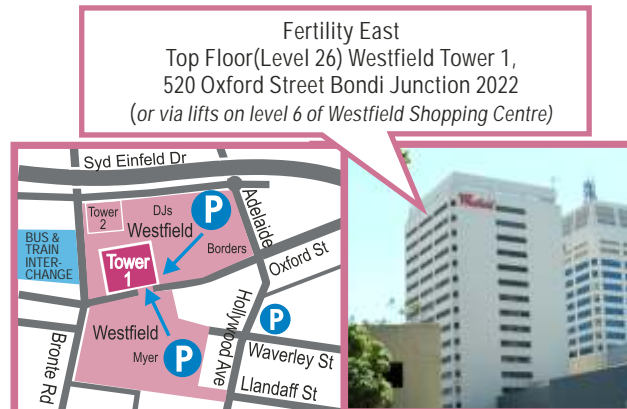 Fertility East
Top Floor(Level 26) Westfield Tower 1,
520 Oxford Street Bondi Junction 2022
(or via lifts on level 6 of Westfield Shopping Centre)
Syd Einfeld Dr
Tower
2
DJs
P
Adelaide
Westfield
Borders
BUS &
TRAIN
INTER-
CHANGE
Tower
1
Oxford St
Hollywood Ave
P
Westfield
Myer
P
Waverley St
Bronte Rd
Llandaff St
Westfield